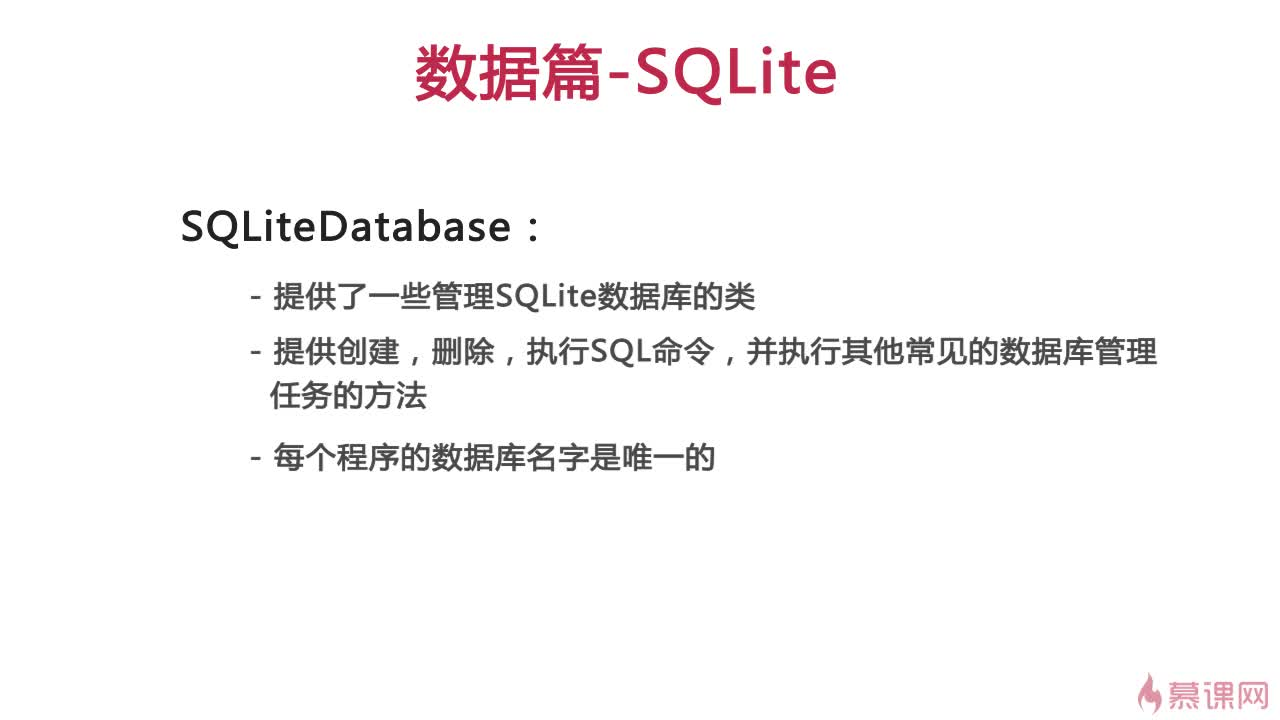 数据篇-SQLite
SQLiteDatabase：
- 提供了一些管理SQLite数据库的类
- 提供创建，删除，执行SQL命令，并执行其他常见的数据库管理
任务的方法
- 每个程序的数据库名字是唯一的
慕课网